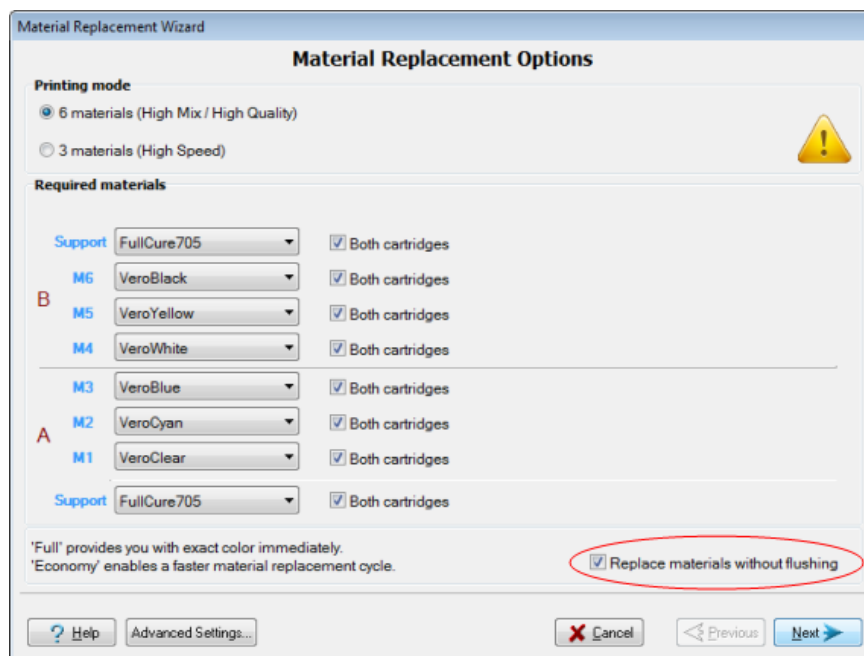 Material Replacement Wizard
Material Replacement Options
Printing mode
6 materials (High Mix / High Quality)
3 materials (High Speed)
Required materials
Support FullCure705 Both cartridges
M6 VeroBlack Both cartridges
B
M5 VeroYellow Both cartridges
M4 VeroWhite Both cartridges
M3 VeroBlue Both cartridges
M2 VeroCyan Both cartridges
A
M1 VeroClear Both cartridges
Support FullCure705 Both cartridges
'Full' provides you with exact color immediately.
'Economy' enables a faster material replacement cycle.
Replace materials without flushing
Help Advanced Settings... Cancel Previous Next